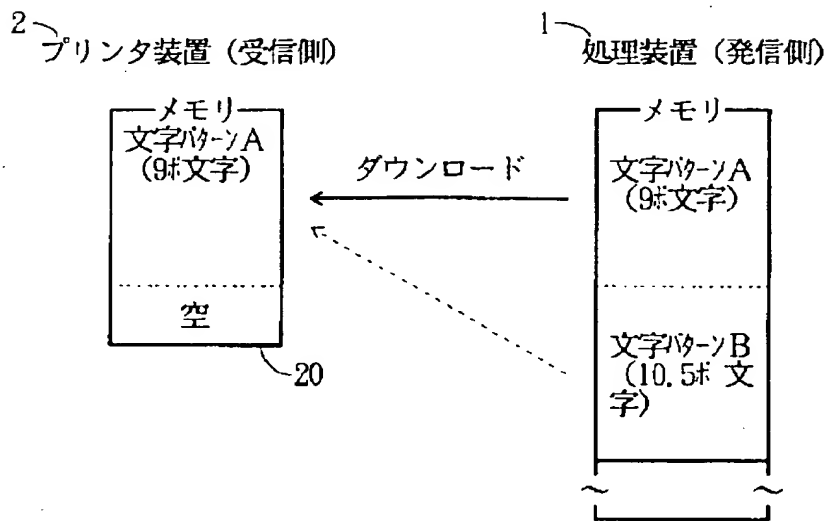 2
プリンタ装置（受信側）
メモリ
文字パターンA
(9ポ文字)
空
20
ダウンロード
1
処理装置（発信側）
メモリ
文字パターンA
(9ポ文字)
文字パターンB
(10.5ポ 文
字)